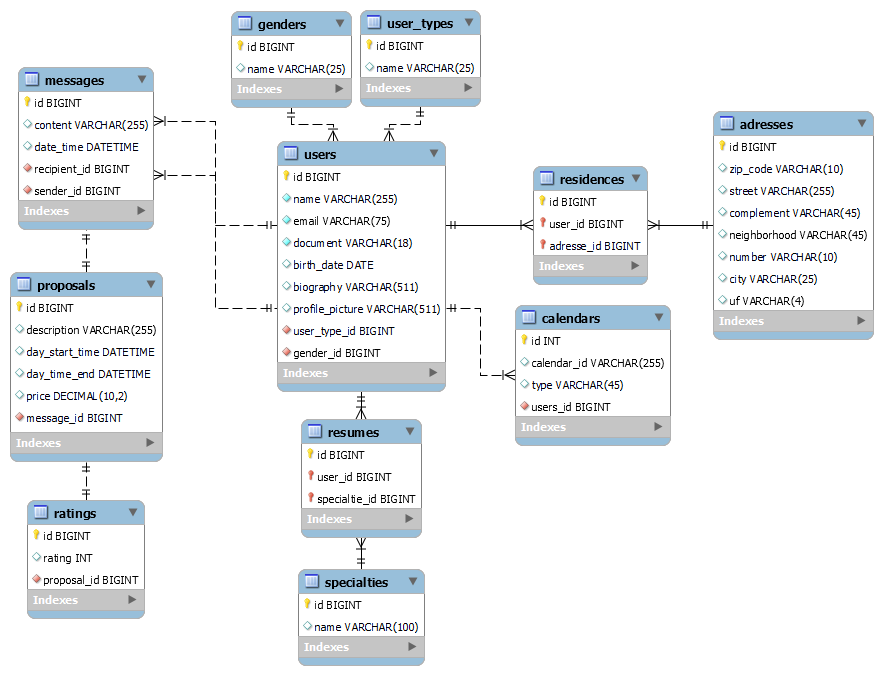 genders
id BIGINT
name VARCHAR(25)
Indexes
user_types
id BIGINT
name VARCHAR(25)
Indexes
messages
id BIGINT
content VARCHAR(255)
date_time DATETIME
recipient_id BIGINT
sender_id BIGINT
Indexes
users
id BIGINT
name VARCHAR(255)
email VARCHAR(75)
document VARCHAR(18)
birth_date DATE
biography VARCHAR(511)
profile_picture VARCHAR(511)
user_type_id BIGINT
gender_id BIGINT
Indexes
residences
id BIGINT
user_id BIGINT
adresse_id BIGINT
Indexes
adresses
id BIGINT
zip_code VARCHAR(10)
street VARCHAR(255)
complement VARCHAR(45)
neighborhood VARCHAR(45)
number VARCHAR(10)
city VARCHAR(25)
uf VARCHAR(4)
Indexes
proposals
id BIGINT
description VARCHAR(255)
day_start_time DATETIME
day_time_end DATETIME
price DECIMAL(10,2)
message_id BIGINT
Indexes
calendars
id INT
calendar_id VARCHAR(255)
type VARCHAR(45)
users_id BIGINT
Indexes
resumes
id BIGINT
user_id BIGINT
specialtie_id BIGINT
Indexes
ratings
id BIGINT
rating INT
proposal_id BIGINT
Indexes
specialties
id BIGINT
name VARCHAR(100)
Indexes